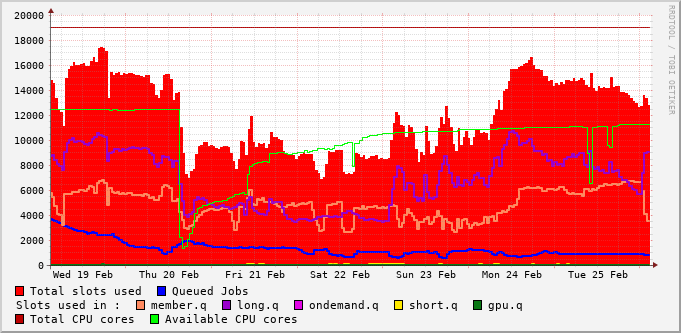 RRDTOOL / TOBI OETIKER
20000
18000
16000
14000
12000
10000
8000
6000
4000
2000
0
Wed 19 Feb Thu 20 Feb Fri 21 Feb Sat 22 Feb Sun 23 Feb Mon 24 Feb Tue 25 Feb
Total slots used Queued Jobs
Slots used in : member.q long.q ondemand.q short.q gpu.q
Total CPU cores Available CPU cores